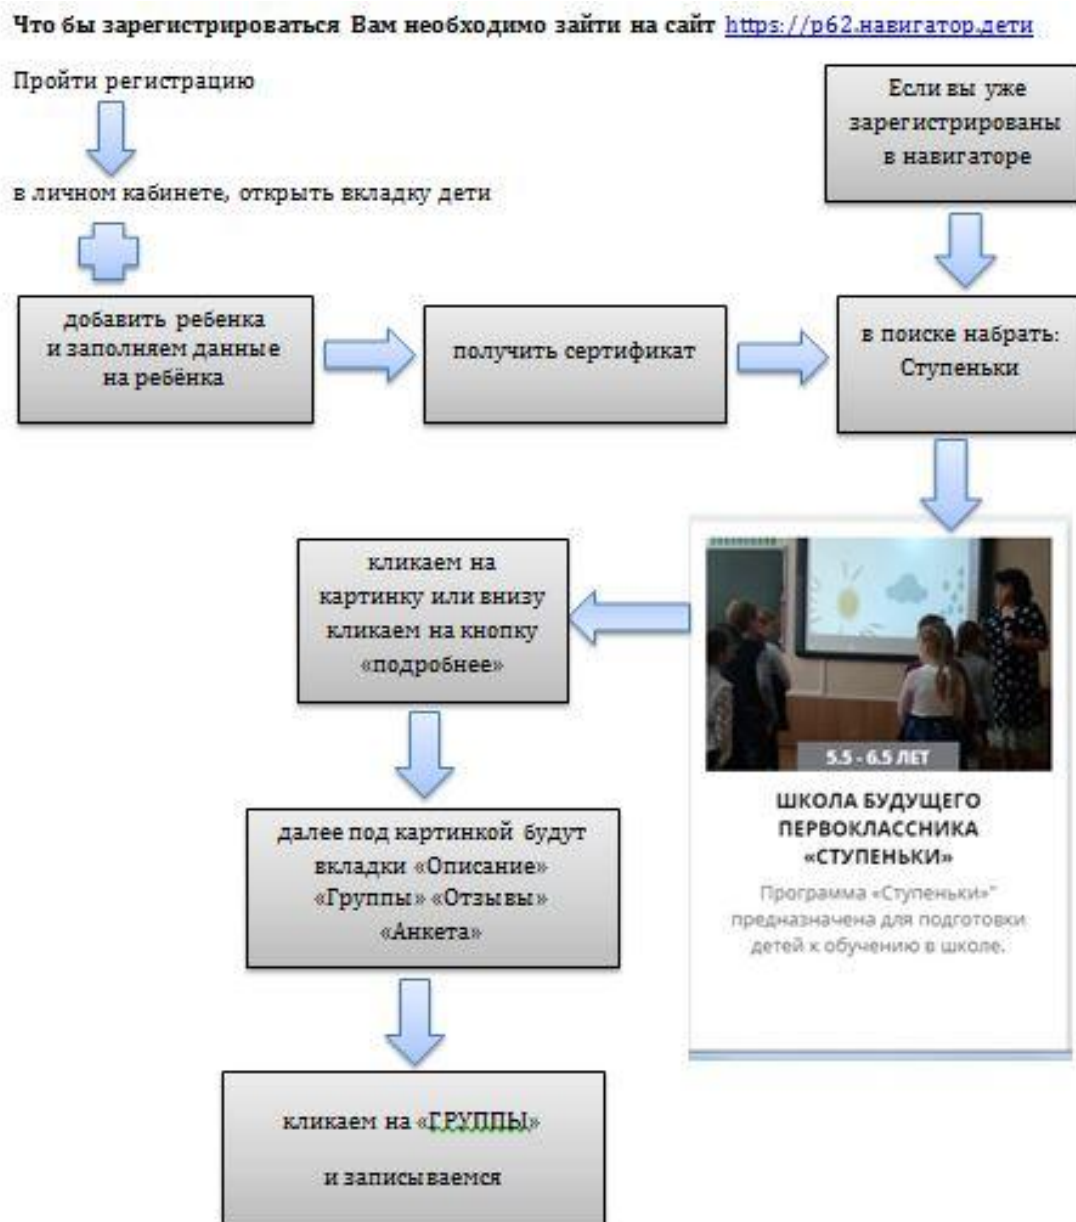 Что бы зарегистрироваться Вам необходимо зайти на сайт https://р62.навигатор.дети
Пройти регистрацию
в личном кабинете, открыть вкладку дети
Если вы уже
зарегистрированы
в навигаторе
добавить ребенка
и заполняем данные
на ребёнка
получить сертификат
в поиске набрать:
Ступеньки
5.5 - 6.5 ЛЕТ
ШКОЛА БУДУЩЕГО
ПЕРВОКЛАССНИКА
«СТУПЕНЬКИ»
Программа «Ступеньки»"
предназначена для подготовки
детей к обучению в школе.
кликаем на
картинку или внизу
кликаем на кнопку
«подробнее»
далее под картинкой будут
вкладки «Описание»
«Группы» «Отзывы»
«Анкета»
кликаем на «ГРУППЫ»
и записываемся